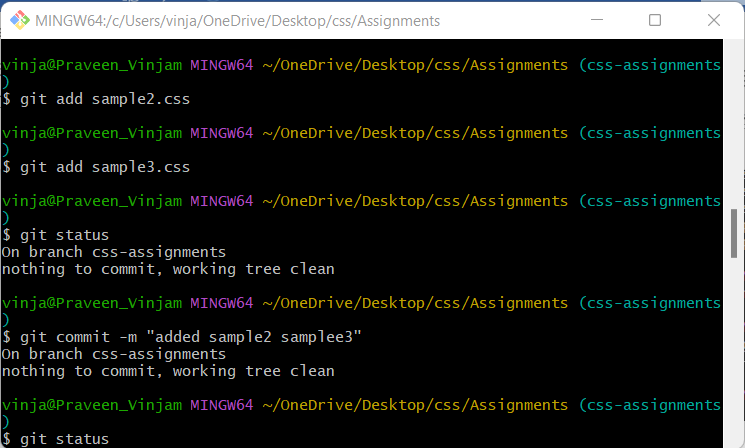 MINGW64:/c/Users/vinja/OneDrive/Desktop/css/Assignments
vinja@Praveen_Vinjam MINGW64 ~/OneDrive/Desktop/css/Assignments (css-assignments
)
$ git add sample2.css
vinja@Praveen_Vinjam MINGW64 ~/OneDrive/Desktop/css/Assignments (css-assignments
)
$ git add sample3.css
vinja@Praveen_Vinjam MINGW64 ~/OneDrive/Desktop/css/Assignments (css-assignments
)
$ git status
On branch css-assignments
nothing to commit, working tree clean
vinja@Praveen_Vinjam MINGW64 ~/OneDrive/Desktop/css/Assignments (css-assignments
)
$ git commit -m "added sample2 samplee3"
On branch css-assignments
nothing to commit, working tree clean
vinja@Praveen_Vinjam MINGW64 ~/OneDrive/Desktop/css/Assignments (css-assignments
)
$ git status